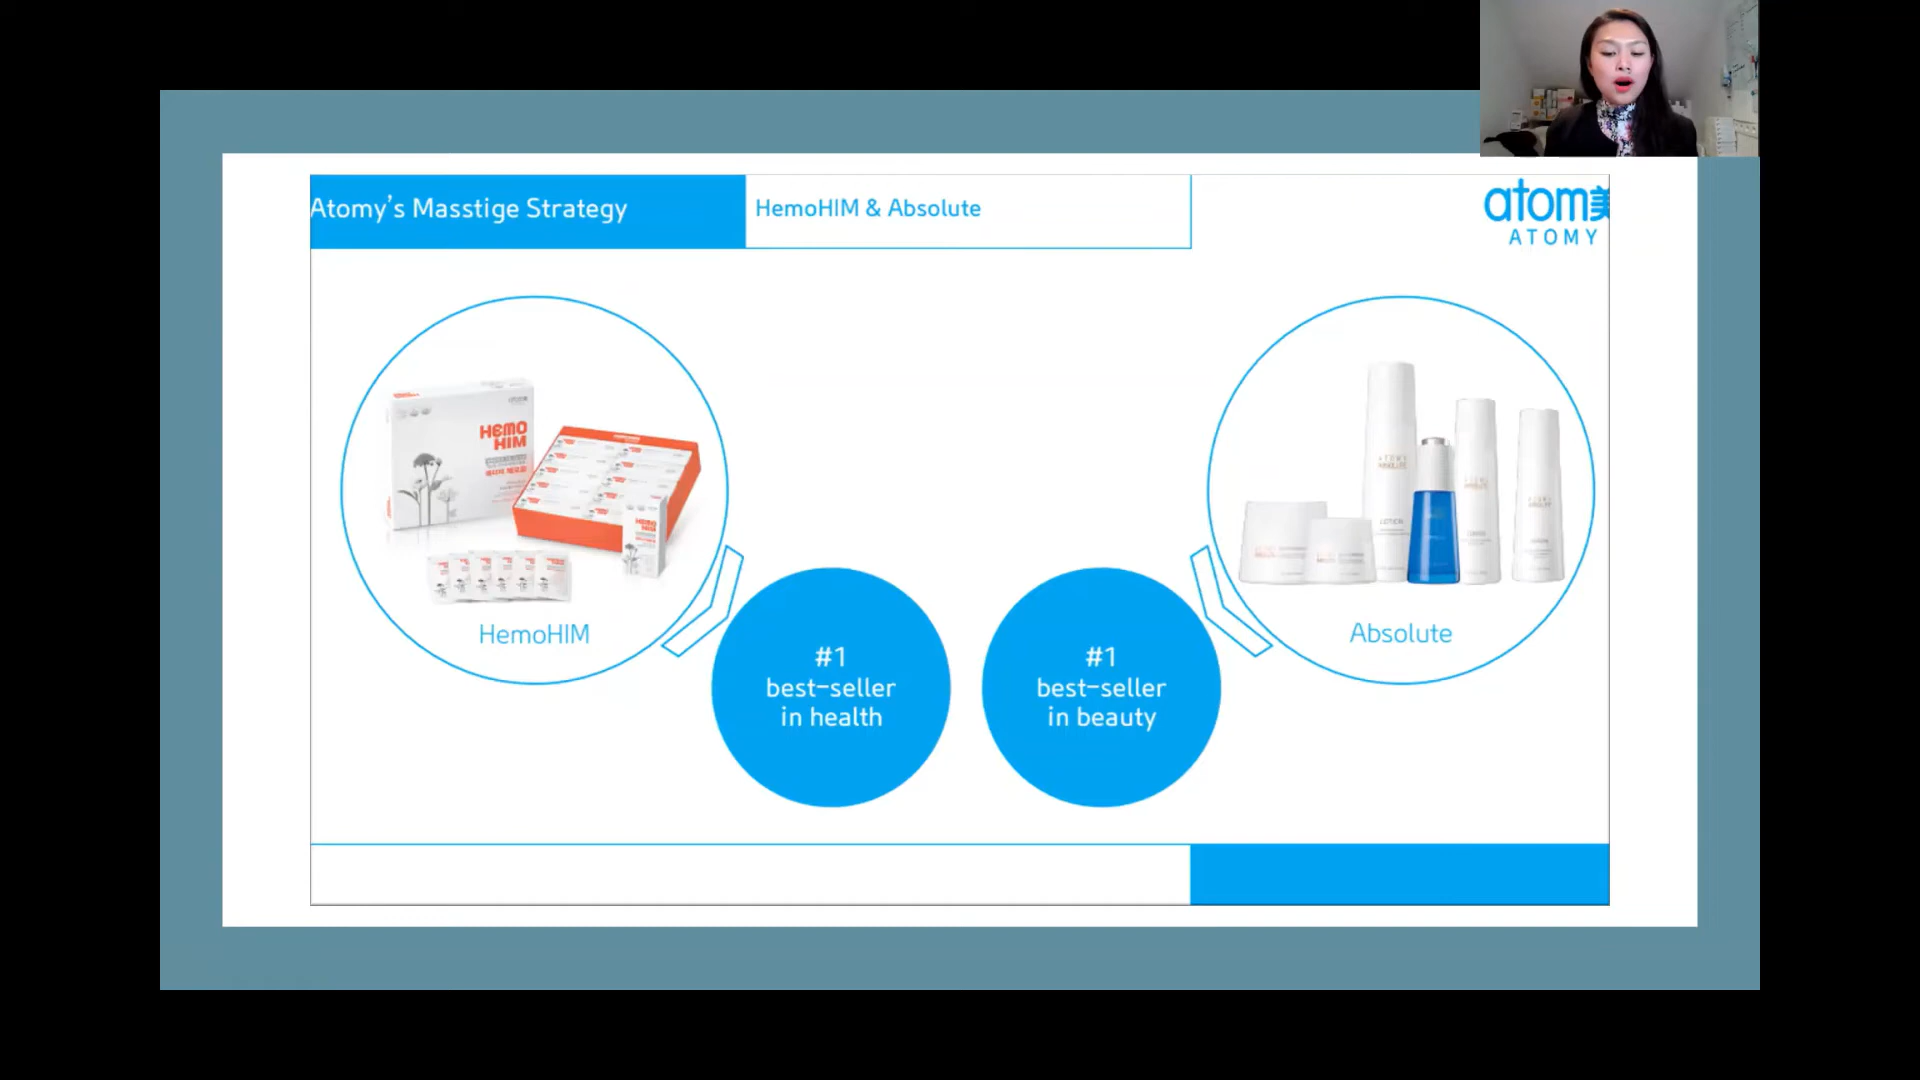 Atomy's Masstige Strategy
HemoHIM & Absolute
atom美
ATOMY
HEMO
HIM
HemoHIM
Absolute
#1
best-seller
in health
#1
best-seller
in beauty